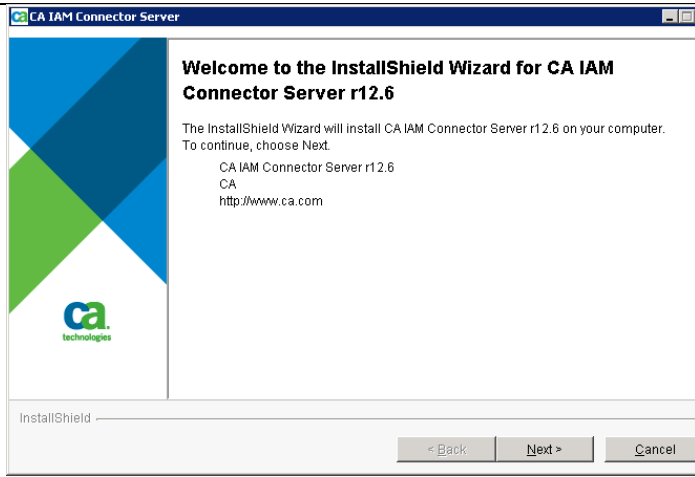 ca CA IAM Connector Server
Welcome to the InstallShield Wizard for CA IAM
Connector Server r12.6
The InstallShield Wizard will install CA IAM Connector Server r12.6 on your computer.
To continue, choose Next.
CA IAM Connector Server r12.6
CA
http://www.ca.com
ca.
technologies
InstallShield
< Back
Next >
Cancel